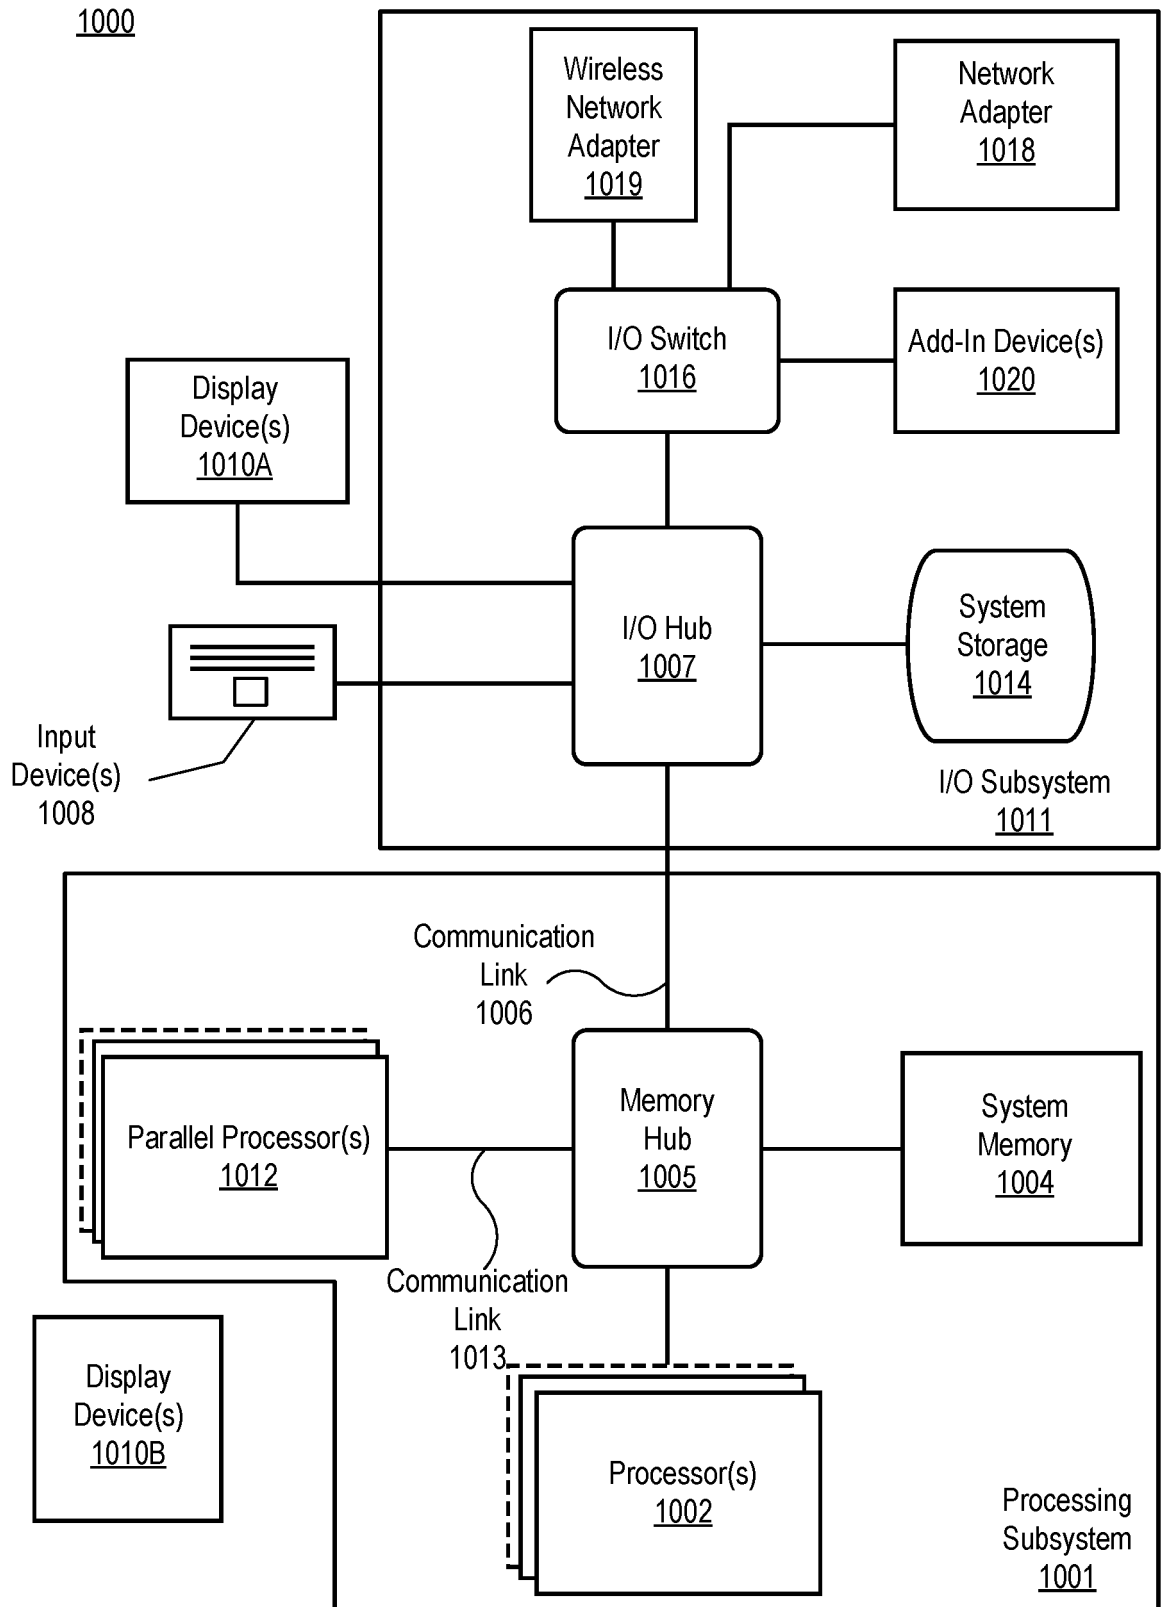 1000
Wireless
Network
Adapter
1019
Network
Adapter
1018
I/O Switch
1016
Add-In Device(s)
1020
Display
Device(s)
1010A
I/O Hub
1007
System
Storage
1014
Input
Device(s)
1008
I/O Subsystem
1011
Communication
Link
1006
Parallel Processor(s)
1012
Memory
Hub
1005
System
Memory
1004
Communication
Link
1013
Display
Device(s)
1010B
Processor(s)
1002
Processing
Subsystem
1001